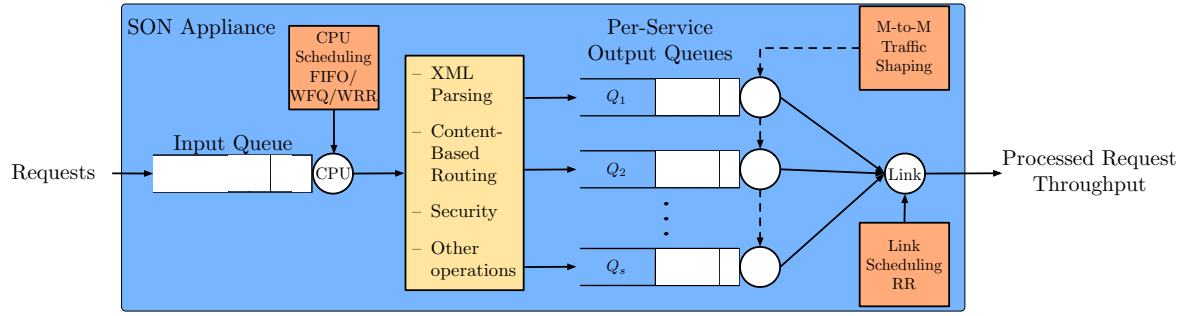 SON Appliance
CPU
Scheduling
FIFO/
WFQ/WRR
Per-Service
Output Queues
M-to-M
Traffic
Shaping
– XML
Parsing
– Content-
Based
Routing
– Security
– Other
operations
Input Queue
Requests
CPU
Q1
Q2
Qs
Link
Processed Request
Throughput
Link
Scheduling
RR